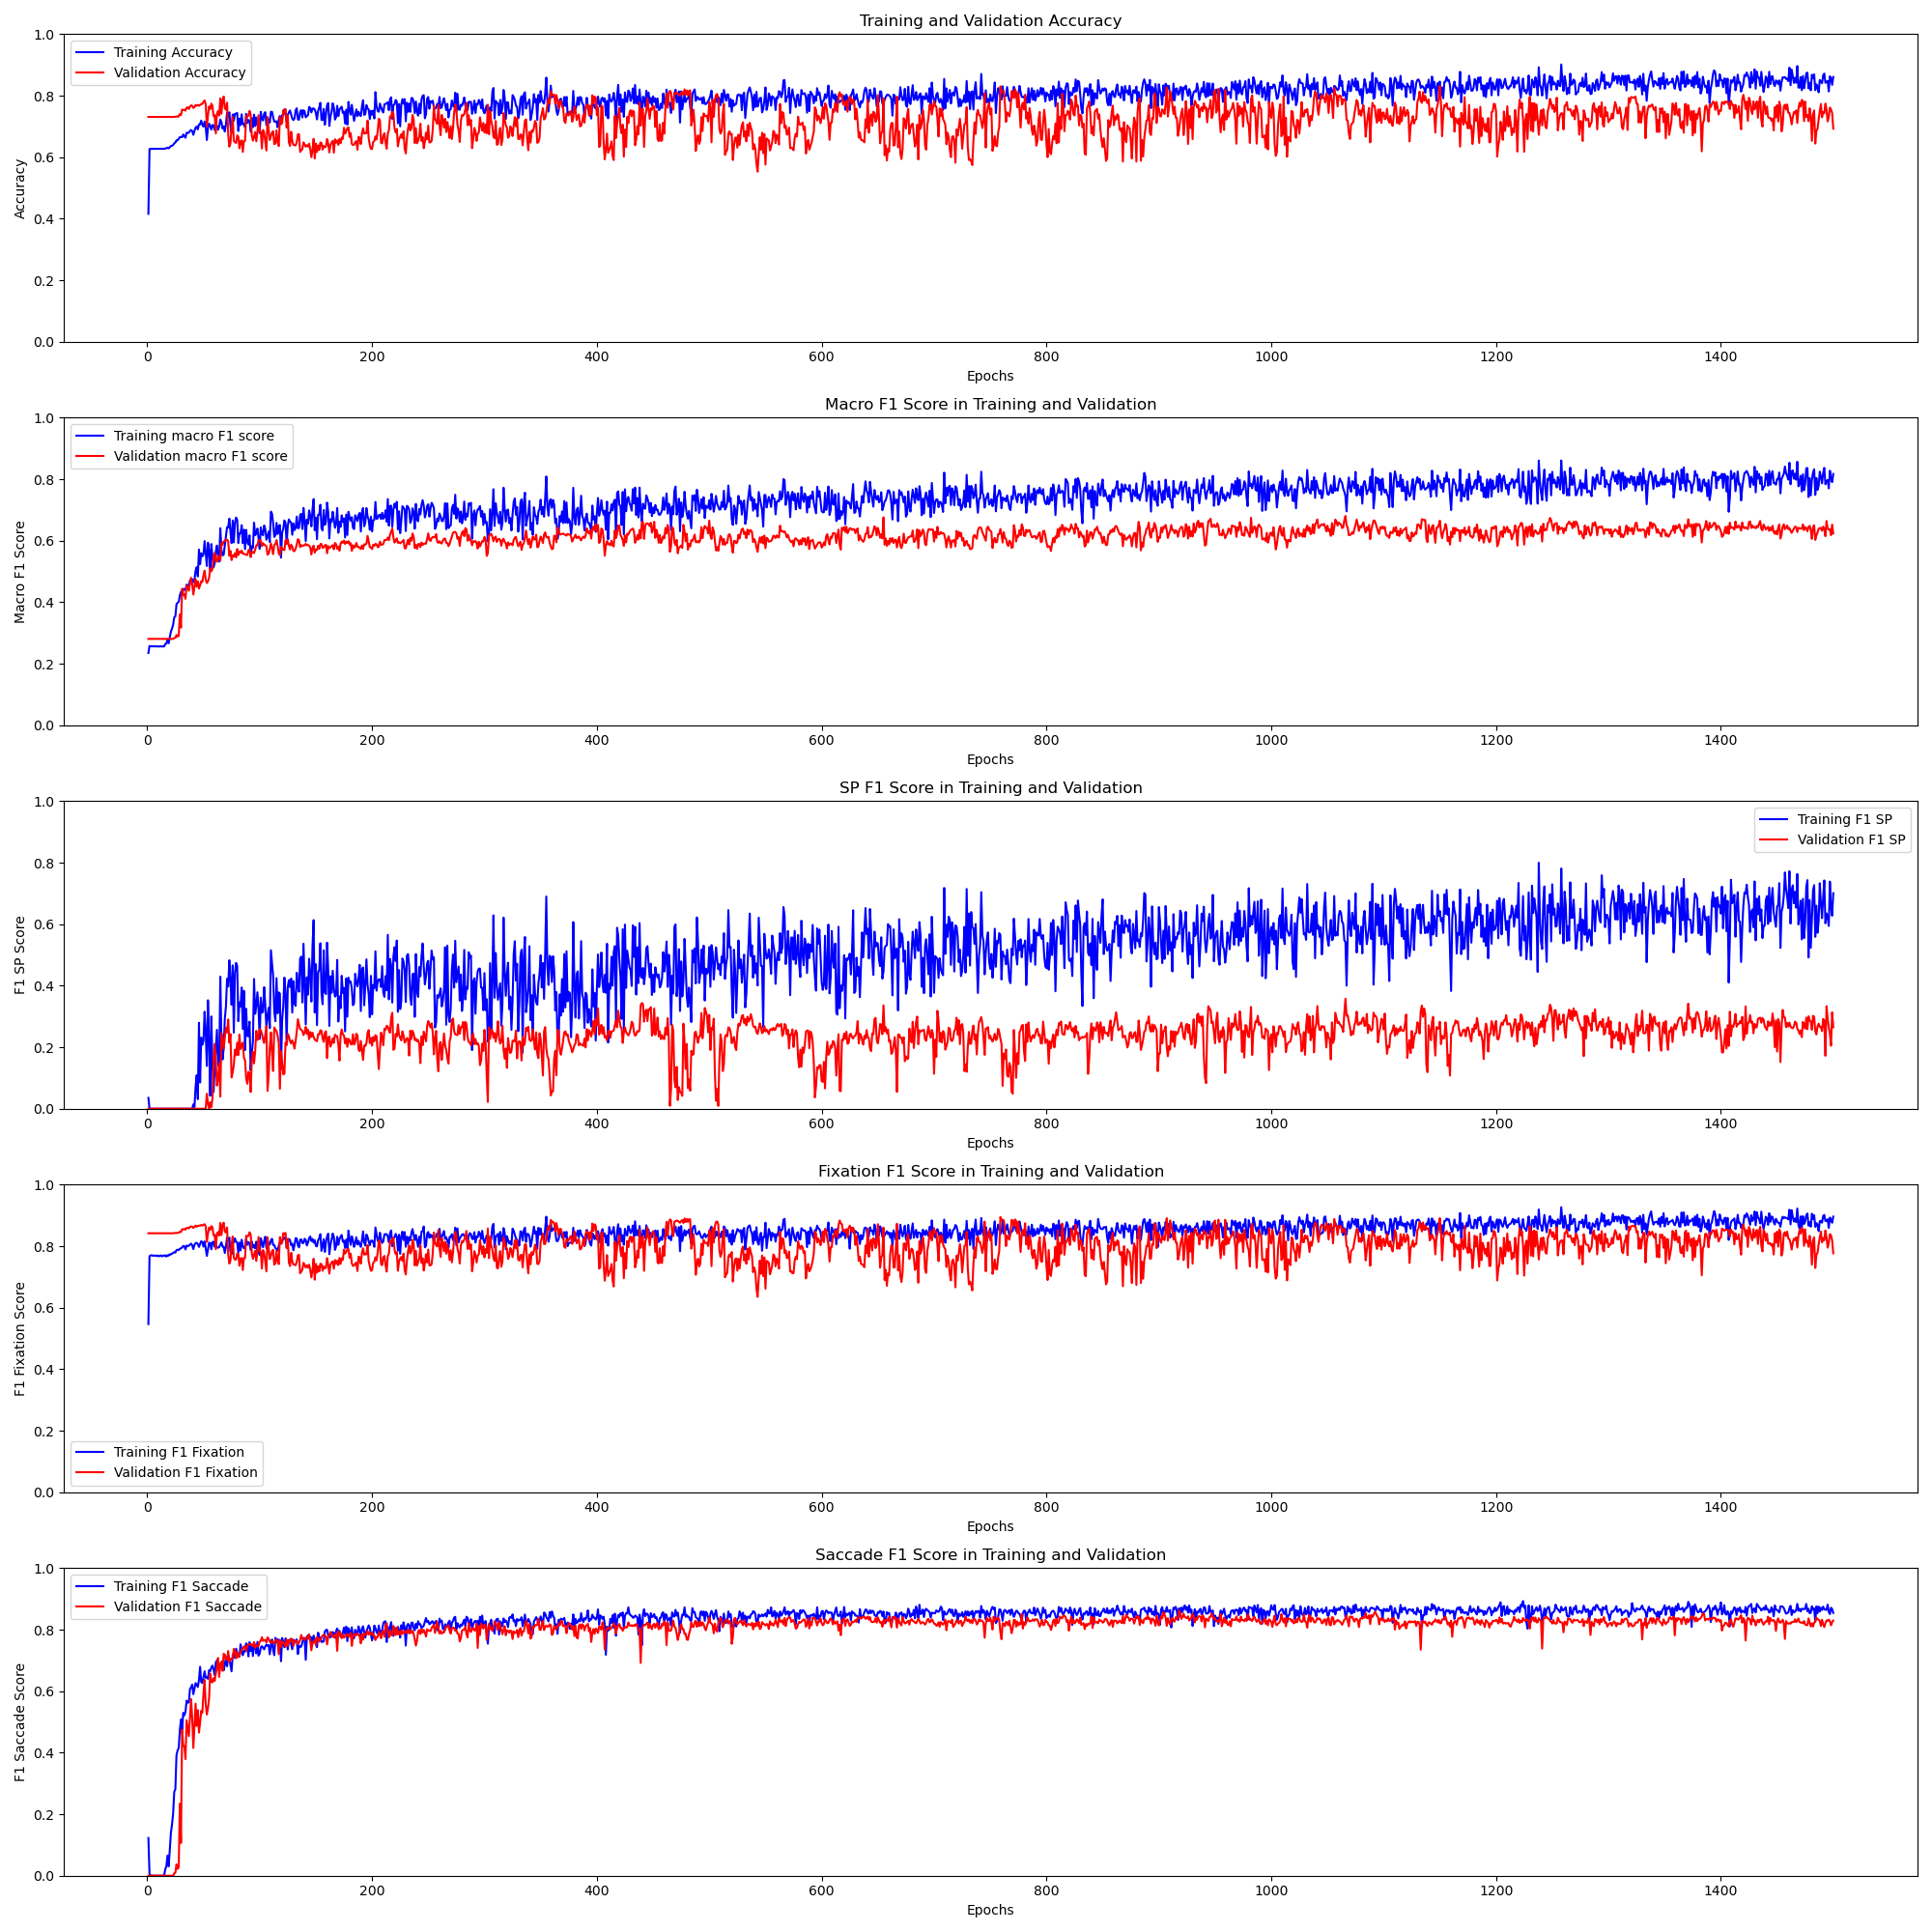 Training and Validation Accuracy
Training Accuracy
Validation Accuracy
Accuracy
1.0
0.8
0.6
0.4
0.2
0.0
0 200 400 600 800 1000 1200 1400
Epochs
Macro F1 Score in Training and Validation
Training macro F1 score
Validation macro F1 score
Macro F1 Score
1.0
0.8
0.6
0.4
0.2
0.0
0 200 400 600 800 1000 1200 1400
Epochs
SP F1 Score in Training and Validation
Training F1 SP
Validation F1 SP
F1 SP Score
1.0
0.8
0.6
0.4
0.2
0.0
0 200 400 600 800 1000 1200 1400
Epochs
Fixation F1 Score in Training and Validation
Training F1 Fixation
Validation F1 Fixation
F1 Fixation Score
1.0
0.8
0.6
0.4
0.2
0.0
0 200 400 600 800 1000 1200 1400
Epochs
Saccade F1 Score in Training and Validation
Training F1 Saccade
Validation F1 Saccade
F1 Saccade Score
1.0
0.8
0.6
0.4
0.2
0.0
0 200 400 600 800 1000 1200 1400
Epochs